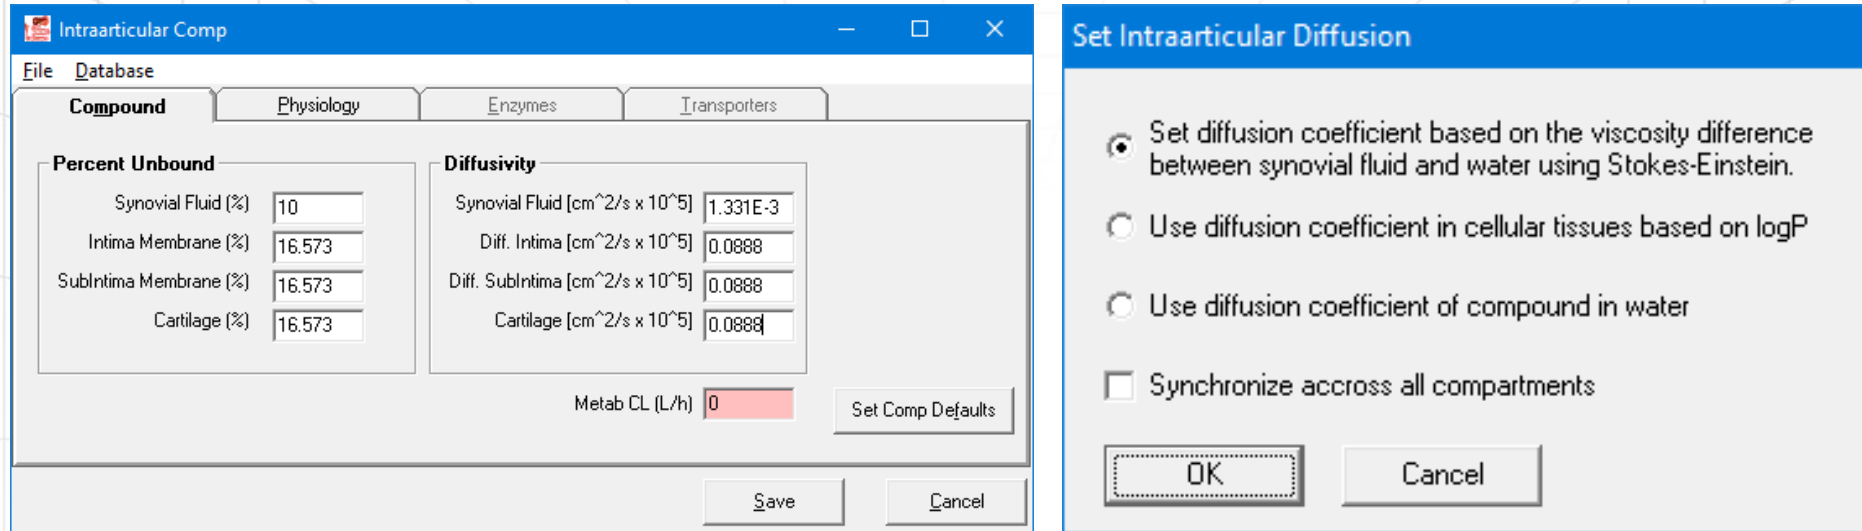 Intraarticular Comp
File Database
Compound Physiology Enzymes Transporters
Percent Unbound
Synovial Fluid (%) 10
Intima Membrane (%) 16.573
SubIntima Membrane (%) 16.573
Cartilage (%) 16.573
Diffusivity
Synovial Fluid [cm^2/s x 10^5] 1.331E-3
Diff. Intima [cm^2/s x 10^5] 0.0888
Diff. SubIntima [cm^2/s x 10^5] 0.0888
Cartilage [cm^2/s x 10^5] 0.0888
Metab CL (L/h) 0
Set Comp Defaults
Save Cancel
Set Intraarticular Diffusion
Set diffusion coefficient based on the viscosity difference
between synovial fluid and water using Stokes-Einstein.
Use diffusion coefficient in cellular tissues based on logP
Use diffusion coefficient of compound in water
Synchronize accross all compartments
OK Cancel